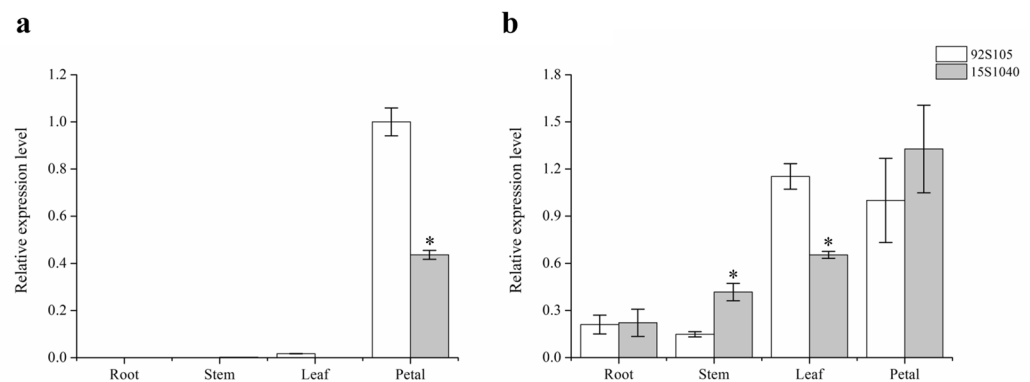 a
Relative expression level
1.2
1.0
0.8
0.6
0.4
0.2
0.0
*
Root Stem Leaf Petal
b
92S105
15S1040
Relative expression level
1.8
1.5
1.2
0.9
0.6
0.3
0.0
*
*
Root Stem Leaf Petal